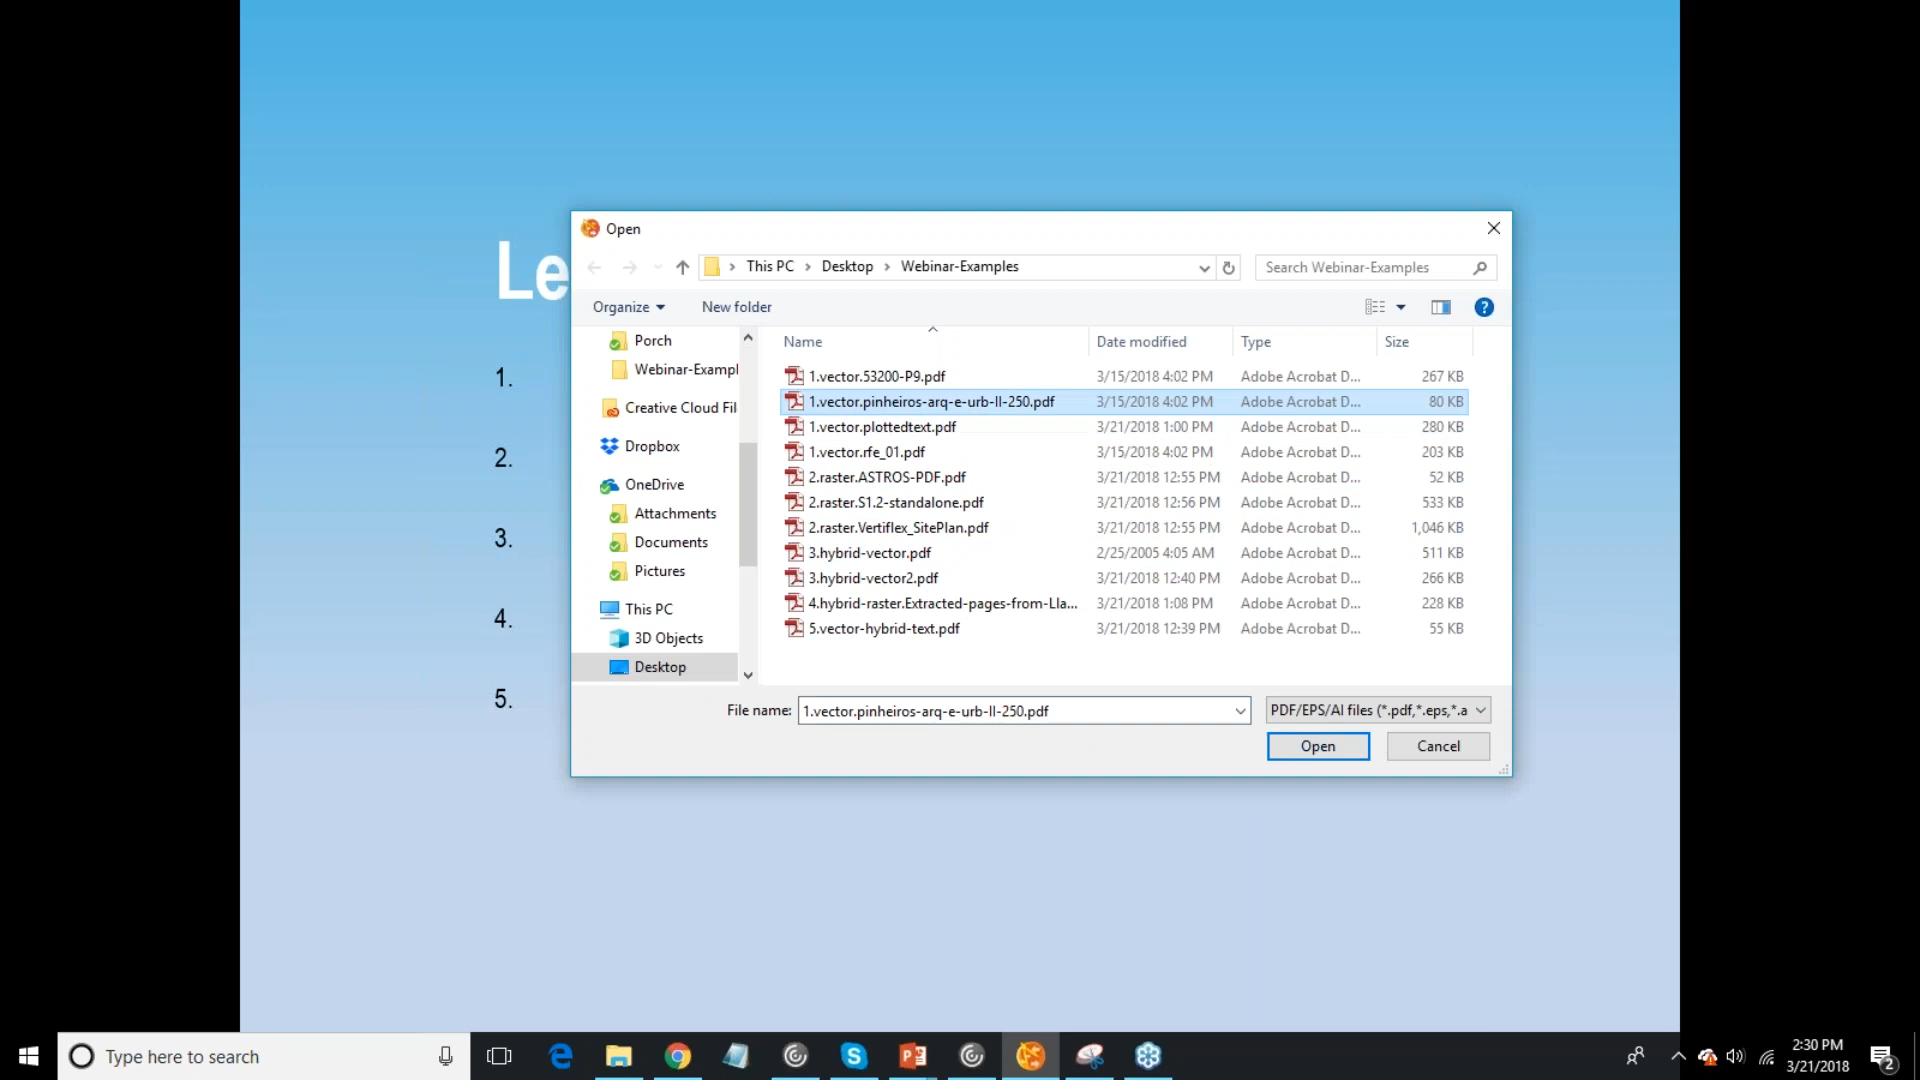 Le
1.
2.
3.
4.
5.
Open
This PC > Desktop > Webinar-Examples
Search Webinar-Examples
Organize
New folder
Porch
Webinar-Exampl
Creative Cloud Fil
Dropbox
OneDrive
Attachments
Documents
Pictures
This PC
3D Objects
Desktop
Name Date modified Type Size
1.vector.53200-P9.pdf 3/15/2018 4:02 PM Adobe Acrobat D... 267 KB
1.vector.pinheiros-arq-e-urb-II-250.pdf 3/15/2018 4:02 PM Adobe Acrobat D... 80 KB
1.vector.plottedtext.pdf 3/21/2018 1:00 PM Adobe Acrobat D... 280 KB
1.vector.rfe_01.pdf 3/15/2018 4:02 PM Adobe Acrobat D... 203 KB
2.raster.ASTROS-PDF.pdf 3/21/2018 12:55 PM Adobe Acrobat D... 52 KB
2.raster.S1.2-standalone.pdf 3/21/2018 12:56 PM Adobe Acrobat D... 533 KB
2.raster.Vertiflex_SitePlan.pdf 3/21/2018 12:55 PM Adobe Acrobat D... 1,046 KB
3.hybrid-vector.pdf 2/25/2005 4:05 AM Adobe Acrobat D... 511 KB
3.hybrid-vector2.pdf 3/21/2018 12:40 PM Adobe Acrobat D... 266 KB
4.hybrid-raster.Extracted-pages-from-Lla... 3/21/2018 1:08 PM Adobe Acrobat D... 228 KB
5.vector-hybrid-text.pdf 3/21/2018 12:39 PM Adobe Acrobat D... 55 KB
File name: 1.vector.pinheiros-arq-e-urb-II-250.pdf
PDF/EPS/AI files (*.pdf,*.eps,*.a
Open
Cancel
Type here to search
2:30 PM
3/21/2018
2